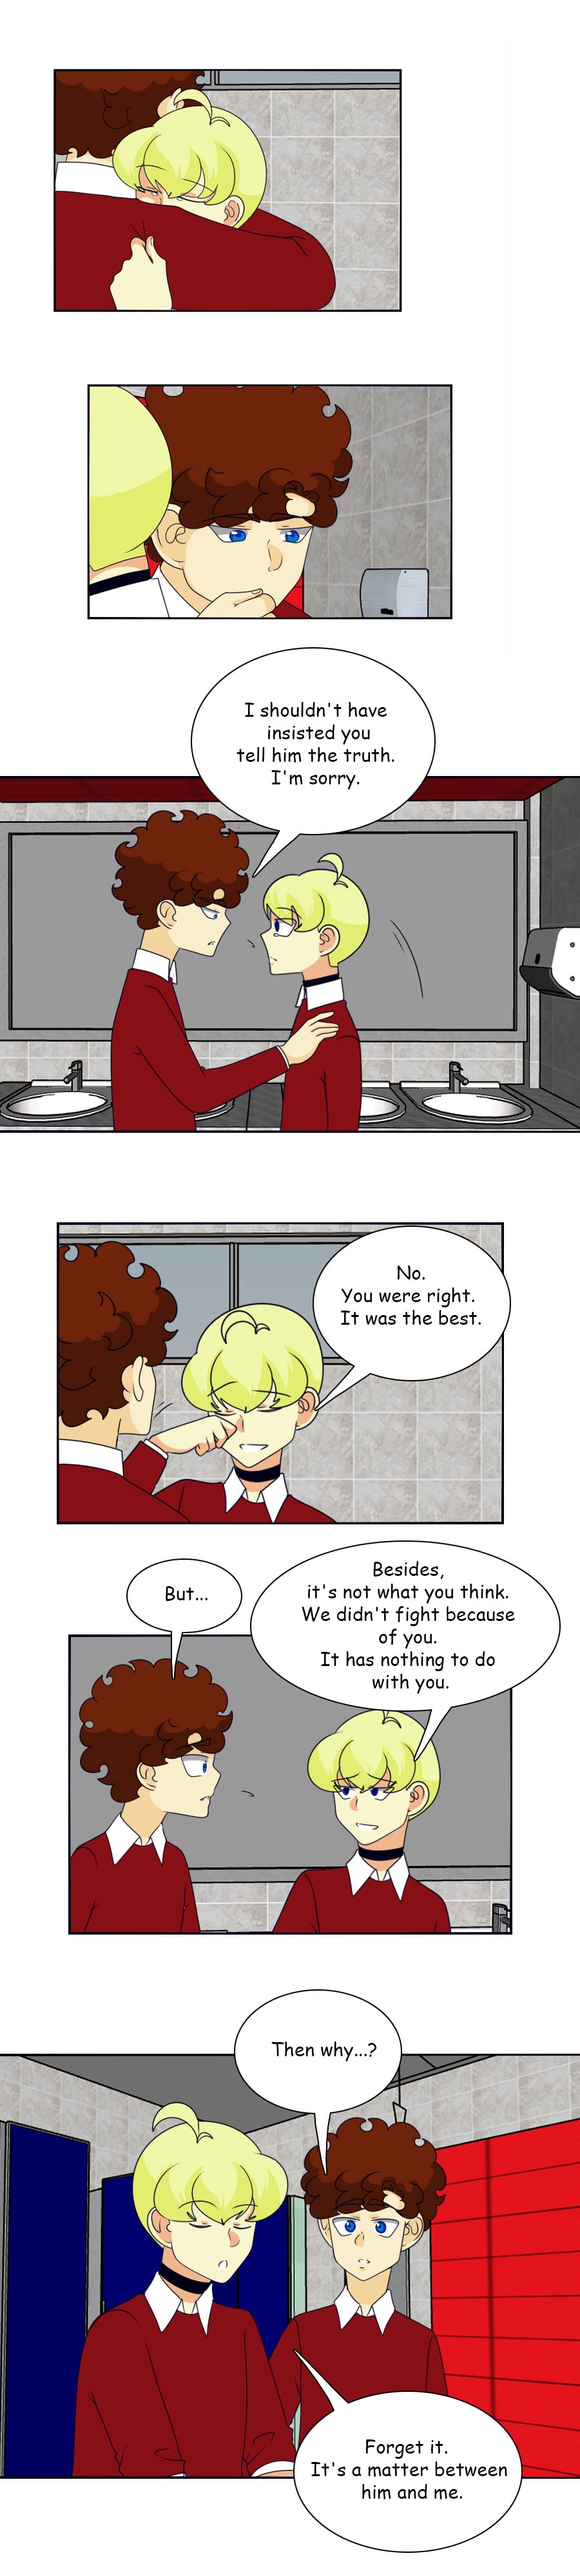 I shouldn't have
insisted you
tell him the truth.
I'm sorry.
No.
You were right.
It was the best.
But...
Besides,
it's not what you think.
We didn't fight because
of you.
It has nothing to do
with you.
Then why...?
Forget it.
It's a matter between
him and me.